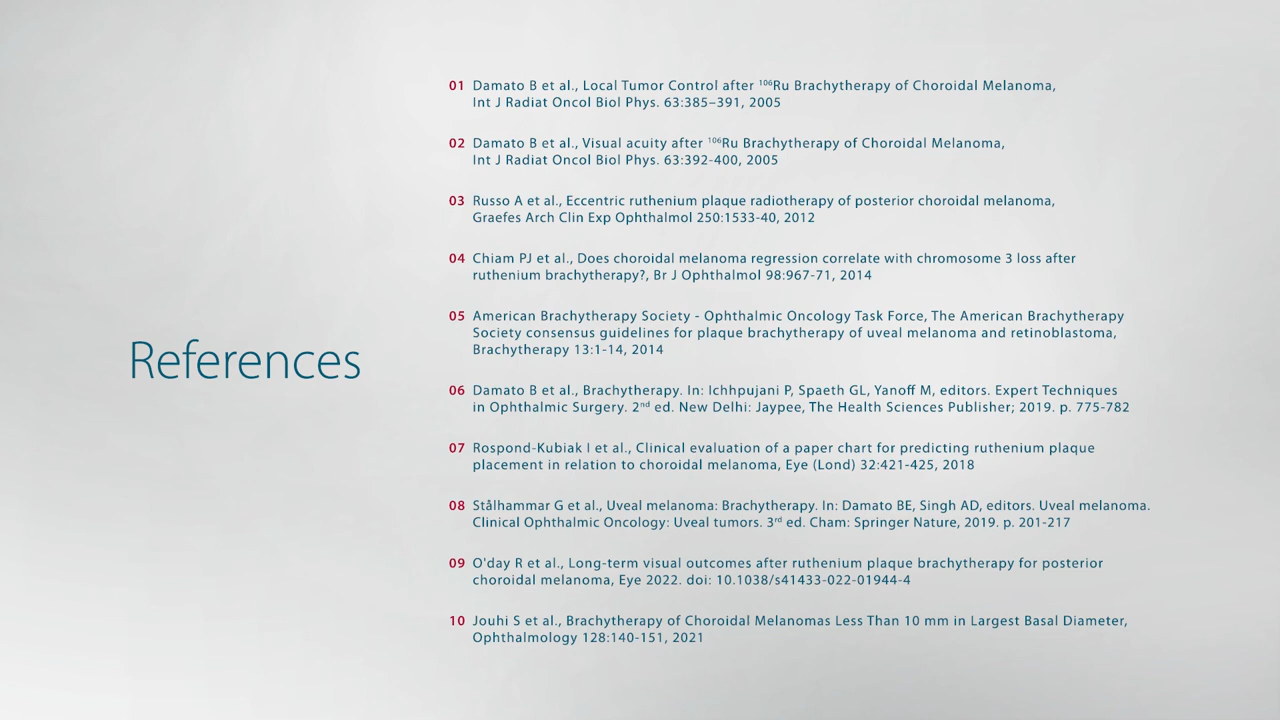 References
01 Damato B et al., Local Tumor Control after ¹⁰⁶Ru Brachytherapy of Choroidal Melanoma,
Int J Radiat Oncol Biol Phys. 63:385–391, 2005
02 Damato B et al., Visual acuity after ¹⁰⁶Ru Brachytherapy of Choroidal Melanoma,
Int J Radiat Oncol Biol Phys. 63:392-400, 2005
03 Russo A et al., Eccentric ruthenium plaque radiotherapy of posterior choroidal melanoma,
Graefes Arch Clin Exp Ophthalmol 250:1533-40, 2012
04 Chiam PJ et al., Does choroidal melanoma regression correlate with chromosome 3 loss after
ruthenium brachytherapy?, Br J Ophthalmol 98:967-71, 2014
05 American Brachytherapy Society - Ophthalmic Oncology Task Force, The American Brachytherapy
Society consensus guidelines for plaque brachytherapy of uveal melanoma and retinoblastoma,
Brachytherapy 13:1-14, 2014
06 Damato B et al., Brachytherapy. In: Ichhpujani P, Spaeth GL, Yanoff M, editors. Expert Techniques
in Ophthalmic Surgery. 2ⁿᵈ ed. New Delhi: Jaypee, The Health Sciences Publisher; 2019. p. 775-782
07 Rospond-Kubiak I et al., Clinical evaluation of a paper chart for predicting ruthenium plaque
placement in relation to choroidal melanoma, Eye (Lond) 32:421-425, 2018
08 Stålhammar G et al., Uveal melanoma: Brachytherapy. In: Damato BE, Singh AD, editors. Uveal melanoma.
Clinical Ophthalmic Oncology: Uveal tumors. 3ʳᵈ ed. Cham: Springer Nature, 2019. p. 201-217
09 O'day R et al., Long-term visual outcomes after ruthenium plaque brachytherapy for posterior
choroidal melanoma, Eye 2022. doi: 10.1038/s41433-022-01944-4
10 Jouhi S et al., Brachytherapy of Choroidal Melanomas Less Than 10 mm in Largest Basal Diameter,
Ophthalmology 128:140-151, 2021